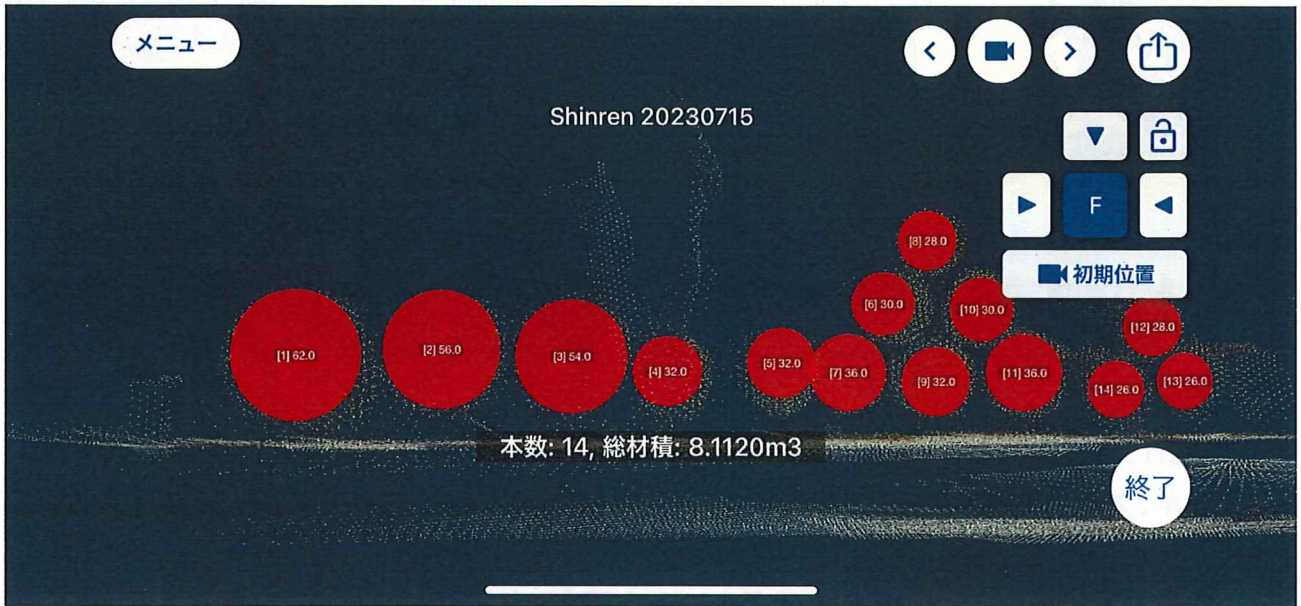 メニュー
Shinren 20230715
F
初期位置
[8] 28.0
[6] 30.0
[10] 30.0
[12] 28.0
[1] 62.0
[2] 56.0
[3] 54.0
[4] 32.0
[5] 32.0
[7] 36.0
[9] 32.0
[11] 36.0
[14] 26.0
[13] 26.0
本数: 14, 総材積: 8.1120m3
終了